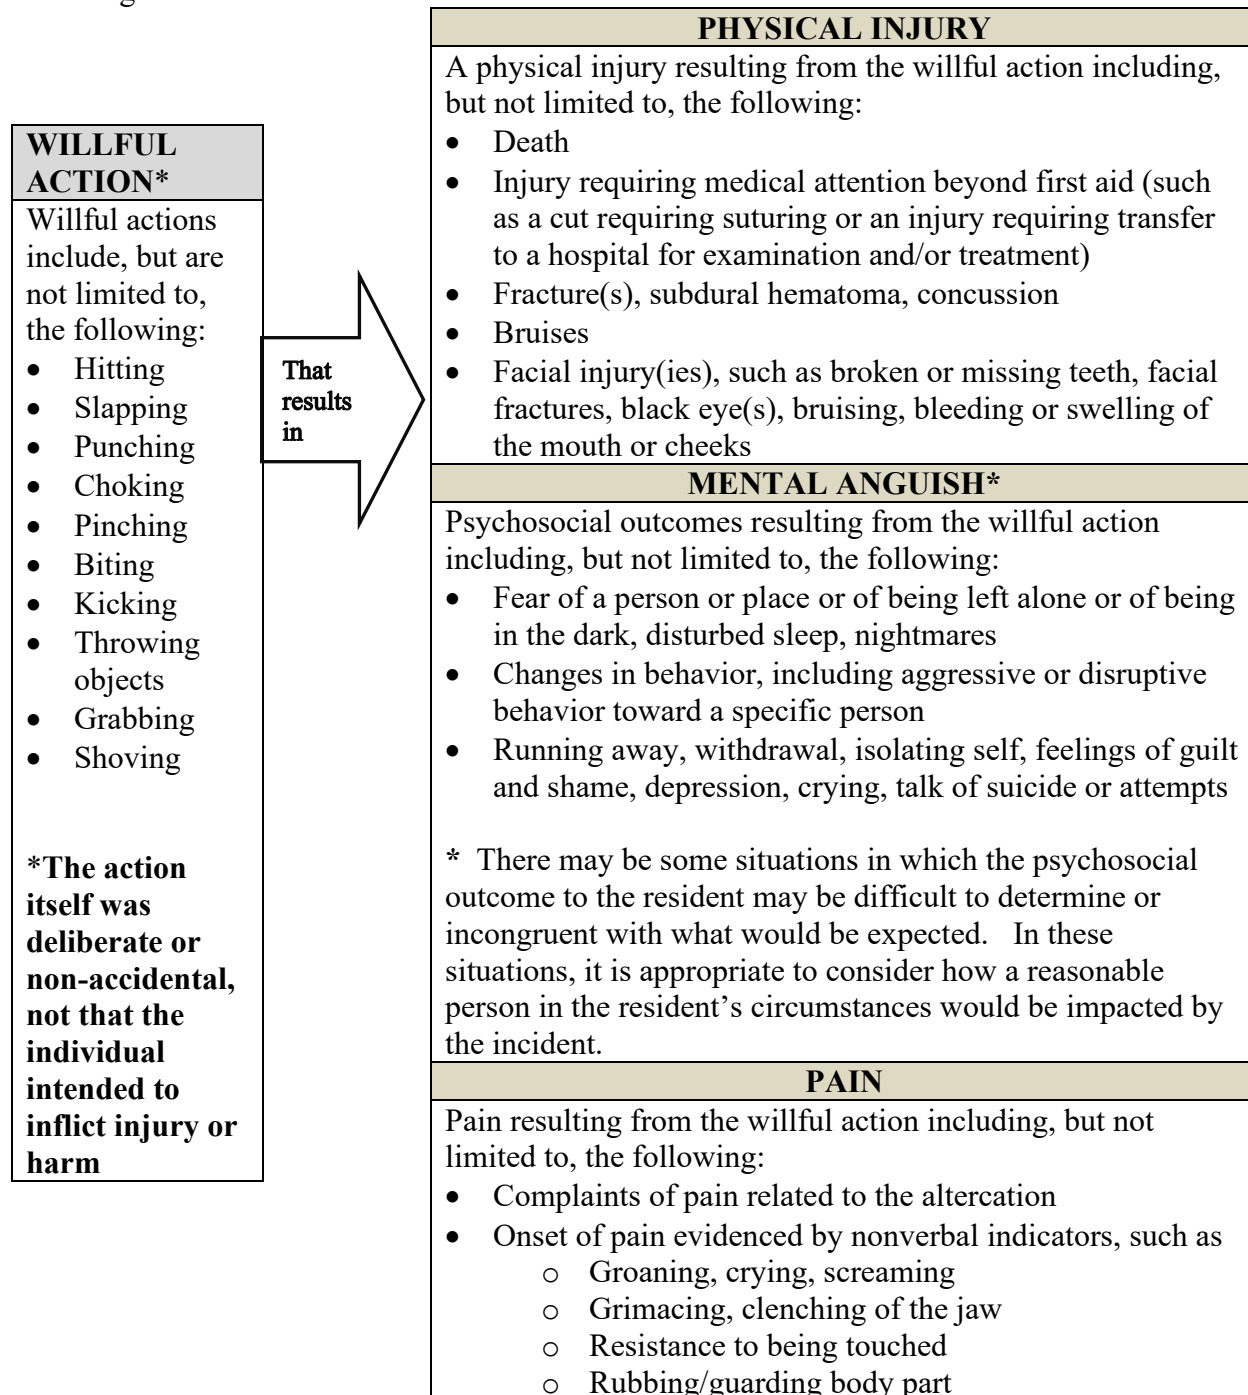 WILLFUL
ACTION*
Willful actions
include, but are
not limited to,
the following:
• Hitting
• Slapping
• Punching
• Choking
• Pinching
• Biting
• Kicking
• Throwing
objects
• Grabbing
• Shoving
*The action
itself was
deliberate or
non-accidental,
not that the
individual
intended to
inflict injury or
harm
That
results
in
PHYSICAL INJURY
A physical injury resulting from the willful action including,
but not limited to, the following:
• Death
• Injury requiring medical attention beyond first aid (such
as a cut requiring suturing or an injury requiring transfer
to a hospital for examination and/or treatment)
• Fracture(s), subdural hematoma, concussion
• Bruises
• Facial injury(ies), such as broken or missing teeth, facial
fractures, black eye(s), bruising, bleeding or swelling of
the mouth or cheeks
MENTAL ANGUISH*
Psychosocial outcomes resulting from the willful action
including, but not limited to, the following:
• Fear of a person or place or of being left alone or of being
in the dark, disturbed sleep, nightmares
• Changes in behavior, including aggressive or disruptive
behavior toward a specific person
• Running away, withdrawal, isolating self, feelings of guilt
and shame, depression, crying, talk of suicide or attempts
* There may be some situations in which the psychosocial
outcome to the resident may be difficult to determine or
incongruent with what would be expected. In these
situations, it is appropriate to consider how a reasonable
person in the resident’s circumstances would be impacted by
the incident.
PAIN
Pain resulting from the willful action including, but not
limited to, the following:
• Complaints of pain related to the altercation
• Onset of pain evidenced by nonverbal indicators, such as
o Groaning, crying, screaming
o Grimacing, clenching of the jaw
o Resistance to being touched
o Rubbing/guarding body part